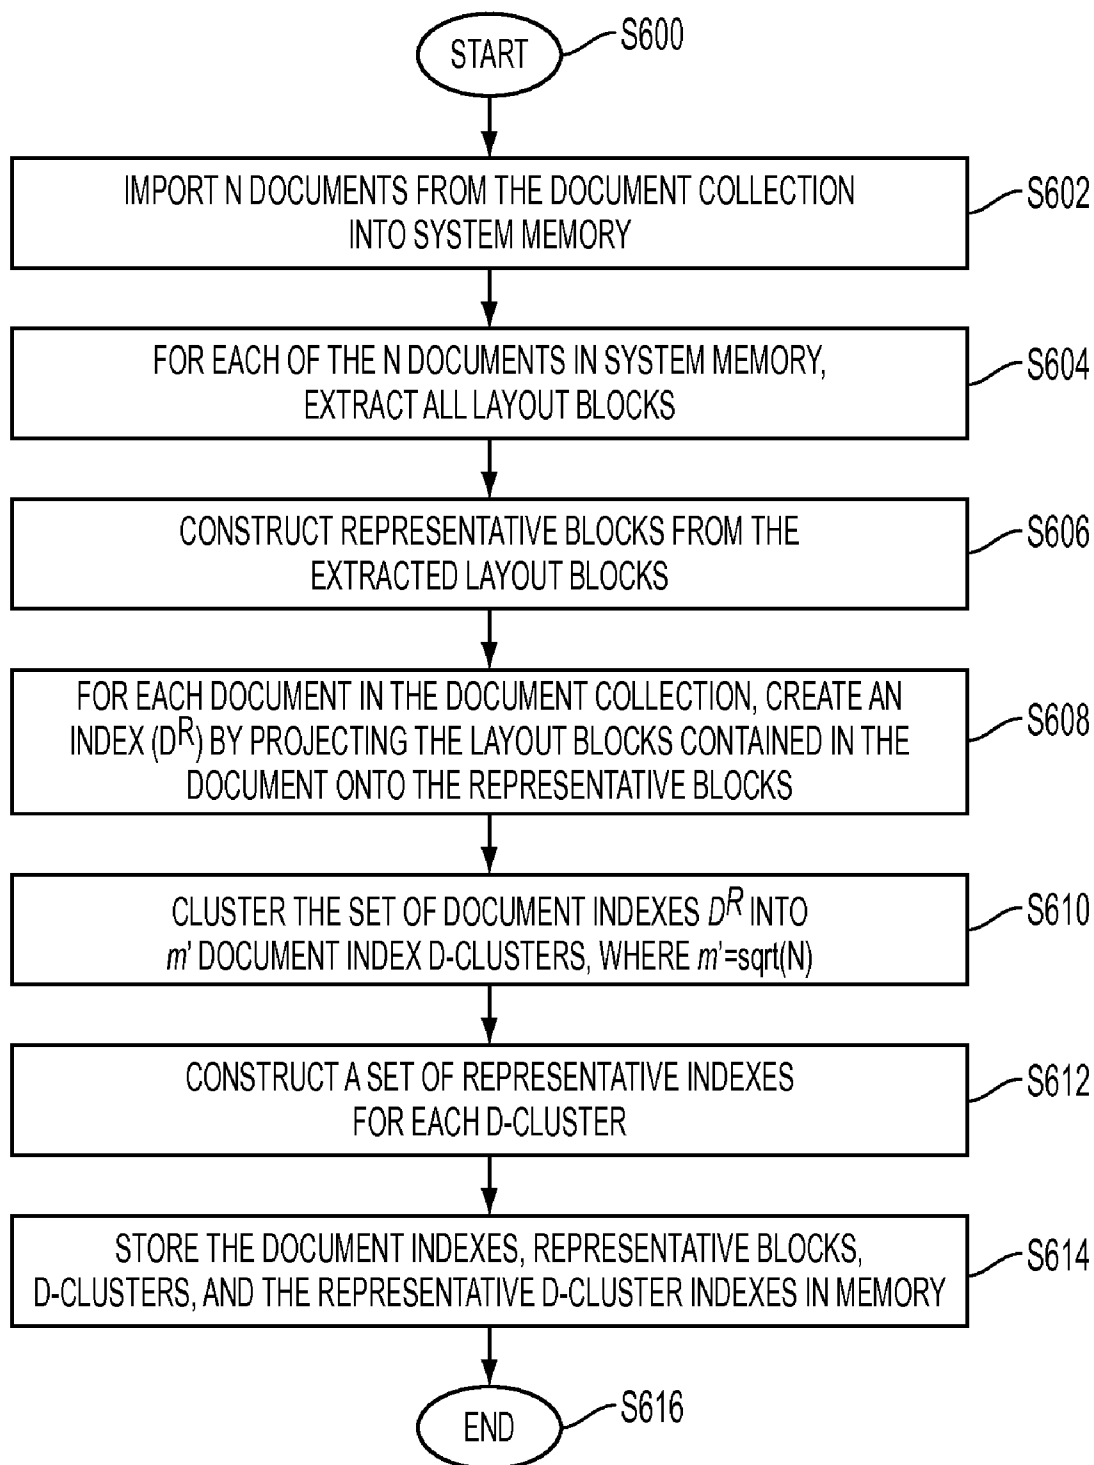 START
S600
IMPORT N DOCUMENTS FROM THE DOCUMENT COLLECTION
INTO SYSTEM MEMORY
S602
FOR EACH OF THE N DOCUMENTS IN SYSTEM MEMORY,
EXTRACT ALL LAYOUT BLOCKS
S604
CONSTRUCT REPRESENTATIVE BLOCKS FROM THE
EXTRACTED LAYOUT BLOCKS
S606
FOR EACH DOCUMENT IN THE DOCUMENT COLLECTION, CREATE AN
INDEX (D^R) BY PROJECTING THE LAYOUT BLOCKS CONTAINED IN THE
DOCUMENT ONTO THE REPRESENTATIVE BLOCKS
S608
CLUSTER THE SET OF DOCUMENT INDEXES D^R INTO
m' DOCUMENT INDEX D-CLUSTERS, WHERE m'=sqrt(N)
S610
CONSTRUCT A SET OF REPRESENTATIVE INDEXES
FOR EACH D-CLUSTER
S612
STORE THE DOCUMENT INDEXES, REPRESENTATIVE BLOCKS,
D-CLUSTERS, AND THE REPRESENTATIVE D-CLUSTER INDEXES IN MEMORY
S614
END
S616